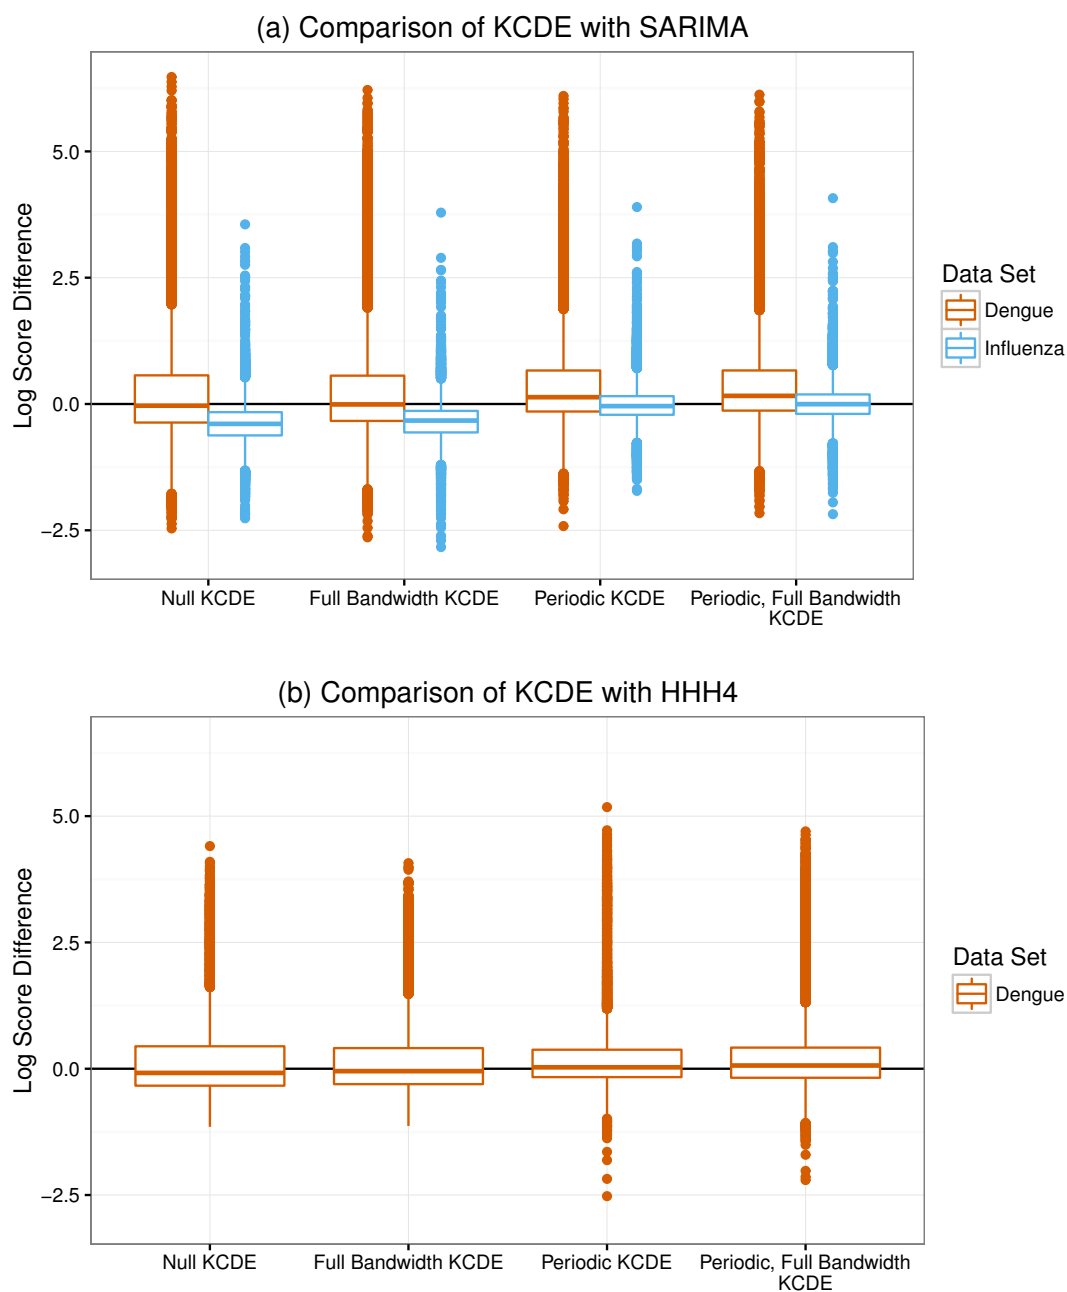 (a) Comparison of KCDE with SARIMA
Log Score Difference
5.0
2.5
0.0
−2.5
Null KCDE
Full Bandwidth KCDE
Periodic KCDE
Periodic, Full Bandwidth
KCDE
Data Set
Dengue
Influenza
(b) Comparison of KCDE with HHH4
Log Score Difference
5.0
2.5
0.0
−2.5
Null KCDE
Full Bandwidth KCDE
Periodic KCDE
Periodic, Full Bandwidth
KCDE
Data Set
Dengue